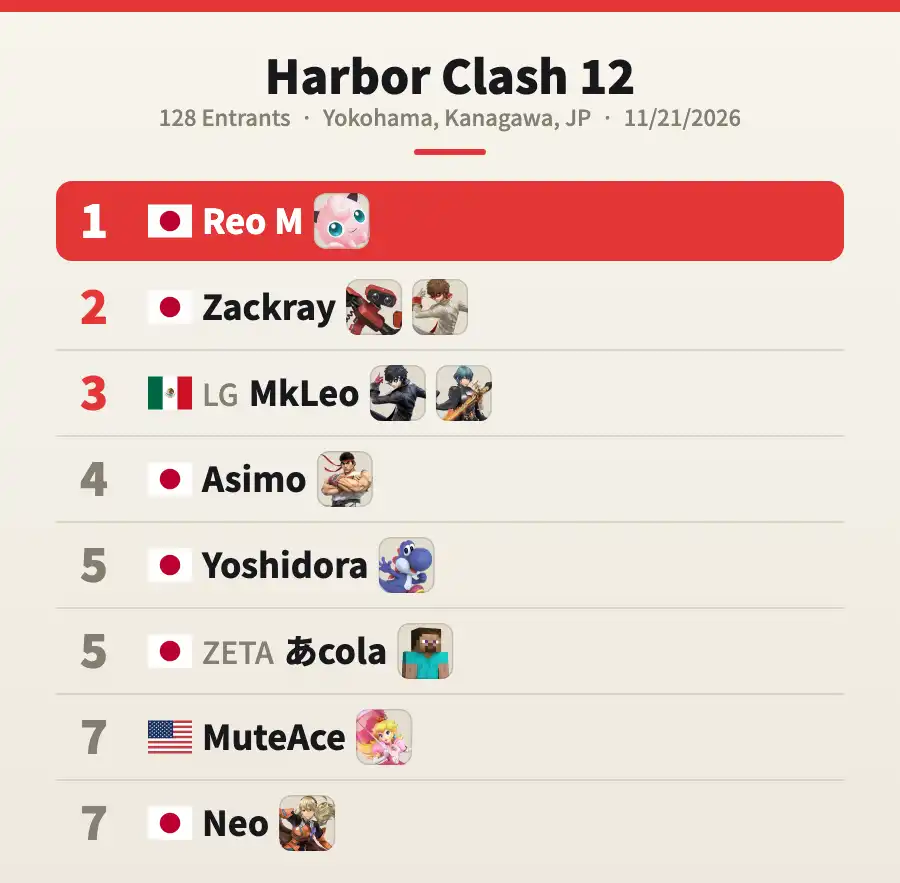 Harbor Clash 12
128 Entrants · Yokohama, Kanagawa, JP · 11/21/2026
1 Reo M
2 Zackray
3 LG MkLeo
4 Asimo
5 Yoshidora
5 ZETA あcola
7 MuteAce
7 Neo